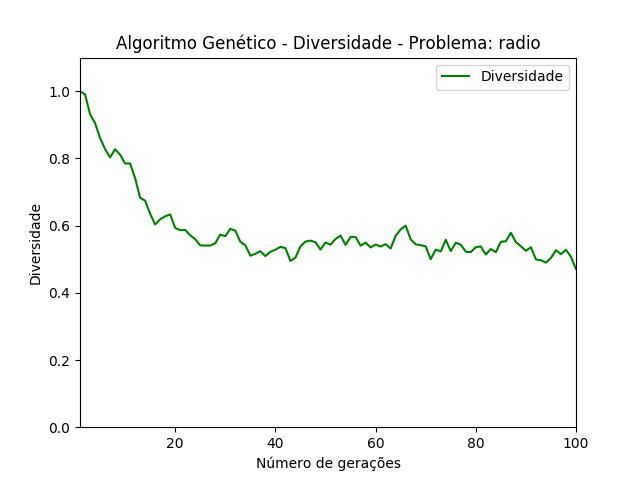 Algoritmo Genético - Diversidade - Problema: radio
Diversidade
1.0
0.8
0.6
0.4
0.2
0.0
Diversidade
20
40
60
80
100
Número de gerações